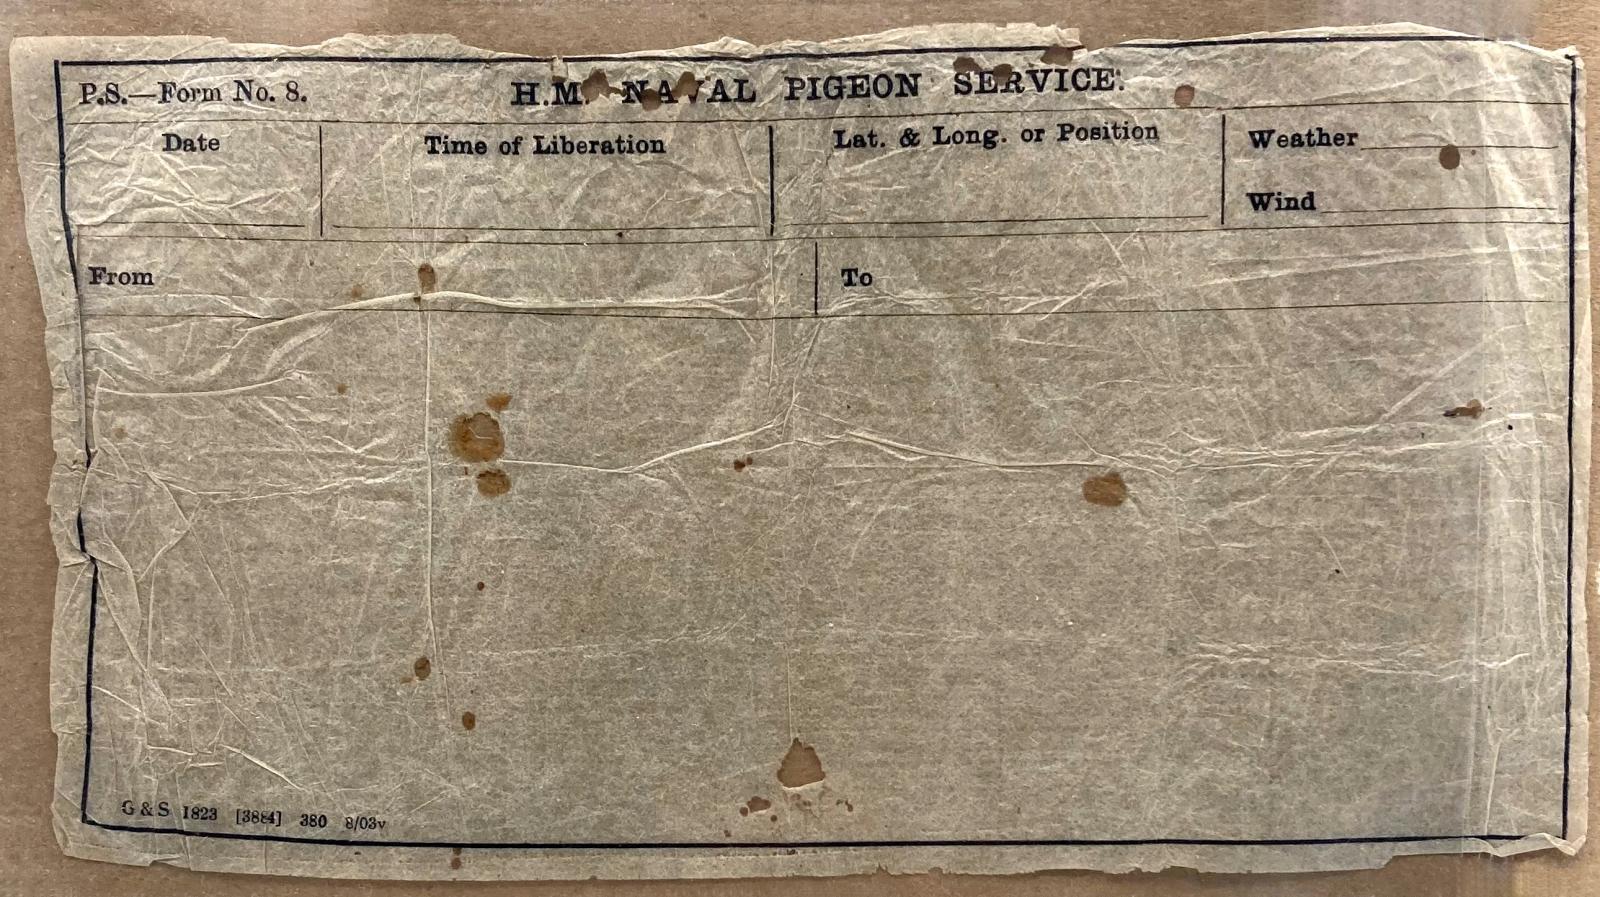 P.S.—Form No. 8.
H.M. NAVAL PIGEON SERVICE.
Date
Time of Liberation
Lat. & Long. or Position
Weather
Wind
From
To
G & S 1823 [3884] 380 8/03v